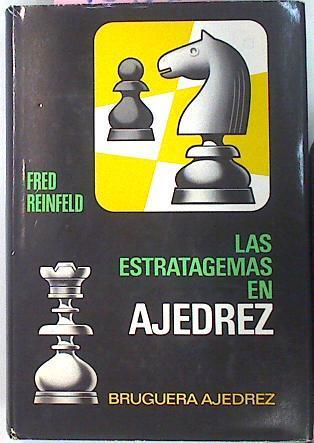 FRED
REINFELD
LAS
ESTRATAGEMAS
EN
AJEDREZ
BRUGUERA AJEDREZ